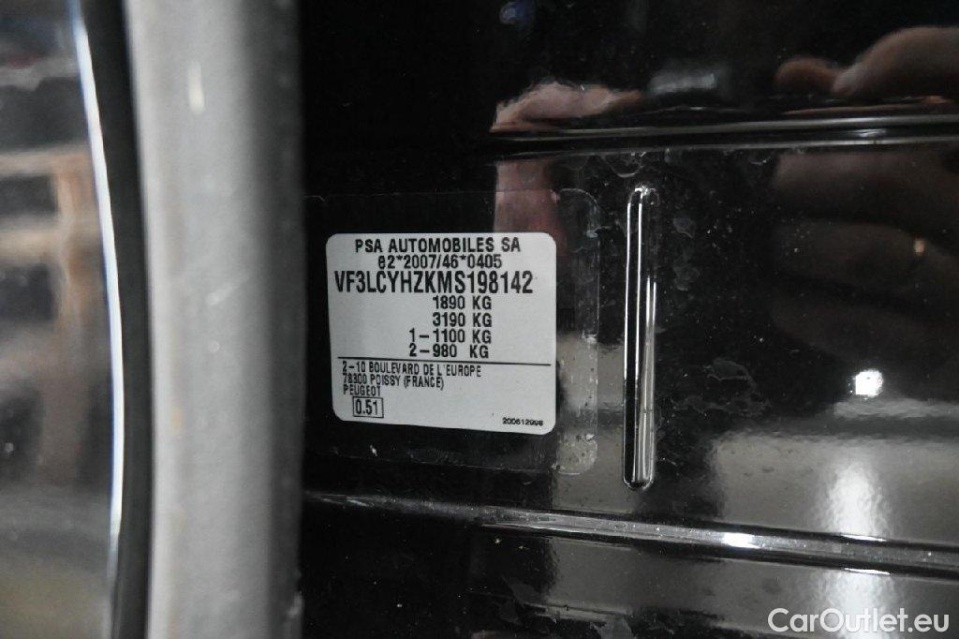 PSA AUTOMOBILES SA
e2*2007/46*0405
VF3LCYHZKMS198142
1890 KG
3190 KG
1-1100 KG
2-980 KG
2-10 BOULEVARD DE L'EUROPE
78300 POISSY (FRANCE)
PEUGEOT
0.51
CarOutlet.eu